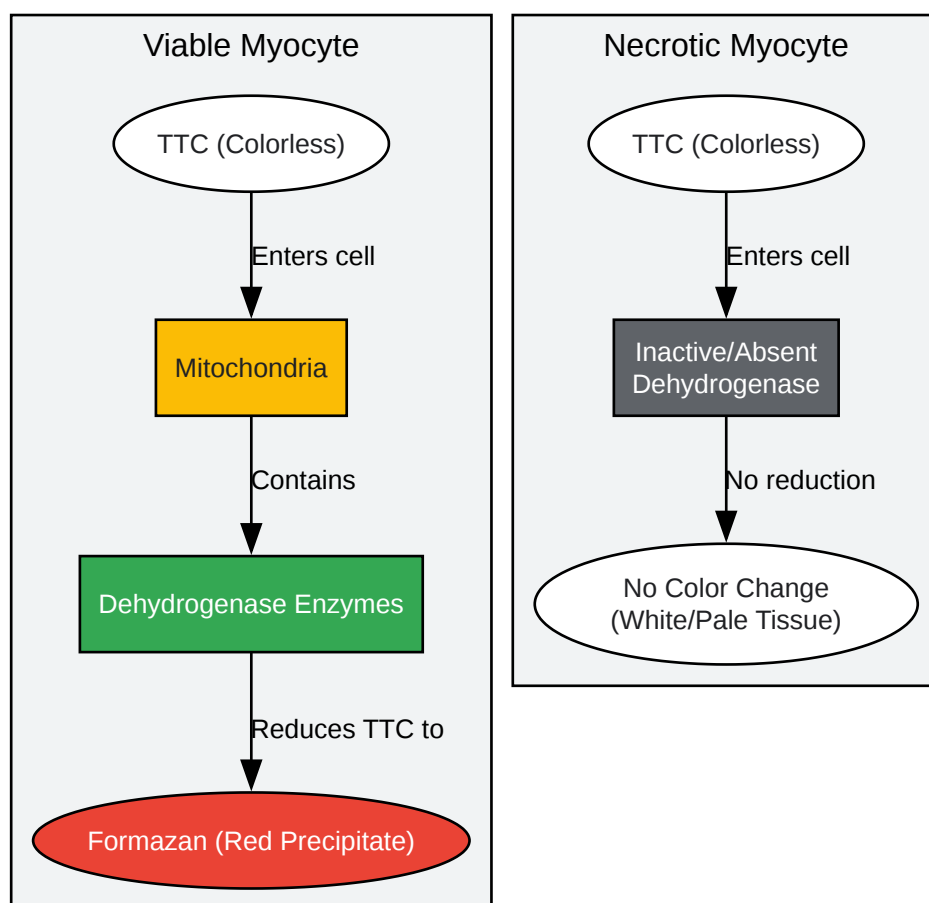 Viable Myocyte
TTC (Colorless)
Enters cell
Mitochondria
Contains
Dehydrogenase Enzymes
Reduces TTC to
Formazan (Red Precipitate)
Necrotic Myocyte
TTC (Colorless)
Enters cell
Inactive/Absent
Dehydrogenase
No reduction
No Color Change
(White/Pale Tissue)